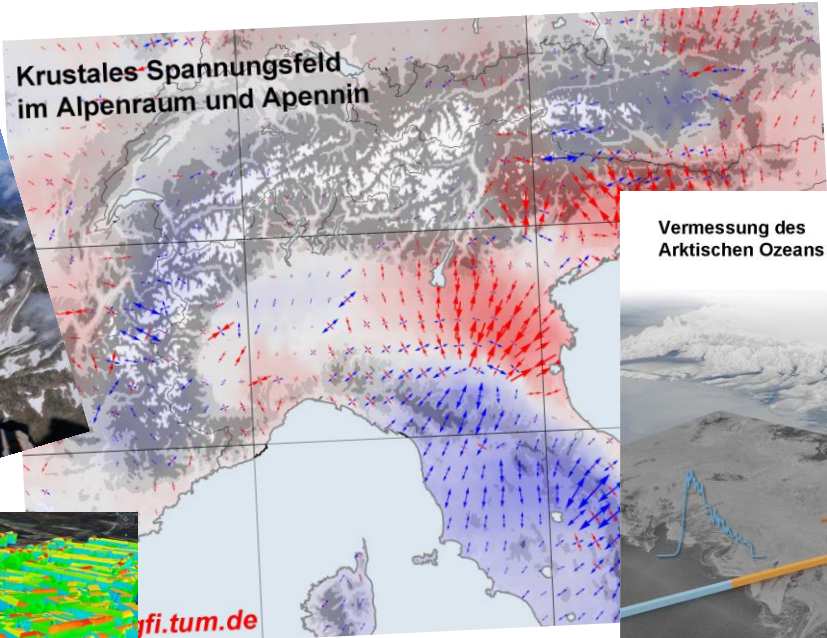 Krustales Spannungsfeld
im Alpenraum und Apennin
Vermessung des
Arktischen Ozeans
gfi.tum.de